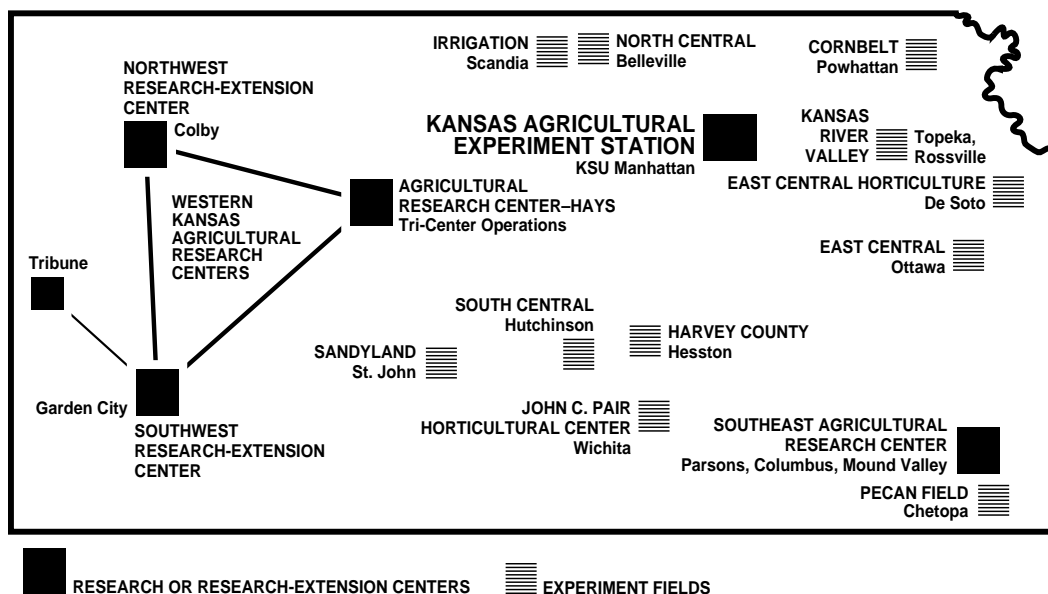 IRRIGATION
Scandia
NORTH CENTRAL
Belleville
CORNBELT
Powhattan
NORTHWEST
RESEARCH-EXTENSION
CENTER
Colby
KANSAS AGRICULTURAL
EXPERIMENT STATION
KSU Manhattan
KANSAS
RIVER
VALLEY
Topeka,
Rossville
EAST CENTRAL HORTICULTURE
De Soto
AGRICULTURAL
RESEARCH CENTER–HAYS
Tri-Center Operations
WESTERN
KANSAS
AGRICULTURAL
RESEARCH
CENTERS
EAST CENTRAL
Ottawa
Tribune
SOUTH CENTRAL
Hutchinson
HARVEY COUNTY
Hesston
SANDYLAND
St. John
Garden City
SOUTHWEST
RESEARCH-EXTENSION
CENTER
JOHN C. PAIR
HORTICULTURAL CENTER
Wichita
SOUTHEAST AGRICULTURAL
RESEARCH CENTER
Parsons, Columbus, Mound Valley
PECAN FIELD
Chetopa
RESEARCH OR RESEARCH-EXTENSION CENTERS
EXPERIMENT FIELDS